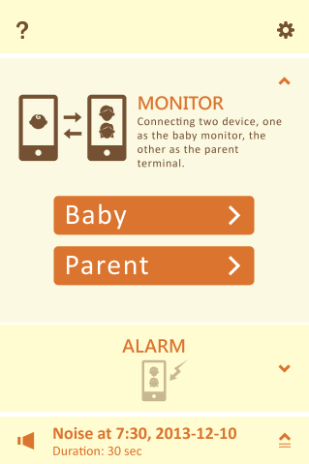 ?
MONITOR
Connecting two device, one
as the baby monitor, the
other as the parent
terminal.
Baby
Parent
ALARM
Noise at 7:30, 2013-12-10
Duration: 30 sec